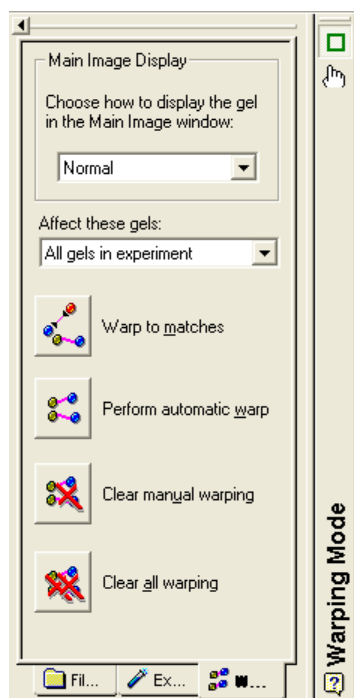 Main Image Display
Choose how to display the gel
in the Main Image window:
Normal
Affect these gels:
All gels in experiment
Warp to matches
Perform automatic warp
Clear manual warping
Clear all warping
Fil...
Ex...
W...
? Warping Mode